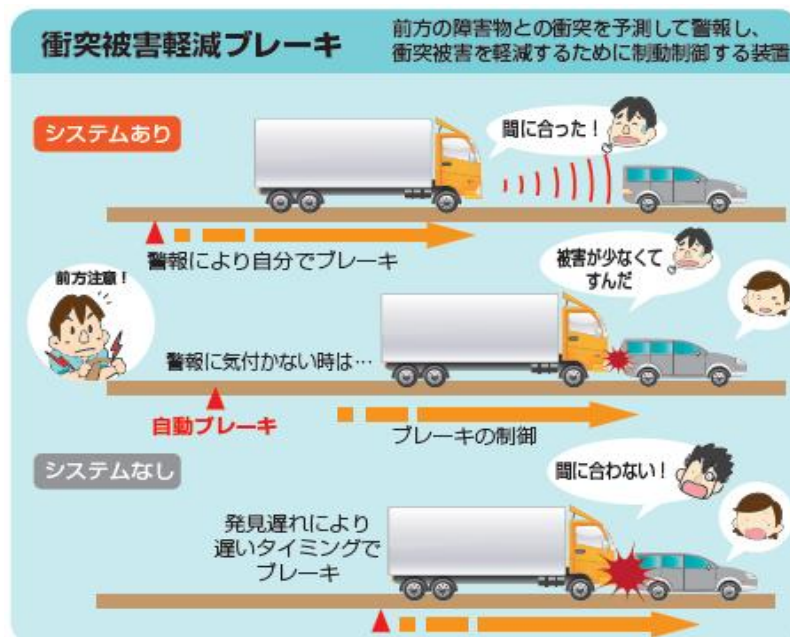 衝突被害軽減ブレーキ
前方の障害物との衝突を予測して警報し、
衝突被害を軽減するために制動制御する装置
システムあり
間に合った！
警報により自分でブレーキ
前方注意！
被害が少なくて
すんだ
警報に気付かない時は…
自動ブレーキ
ブレーキの制御
システムなし
間に合わない！
発見遅れにより
遅いタイミングで
ブレーキ